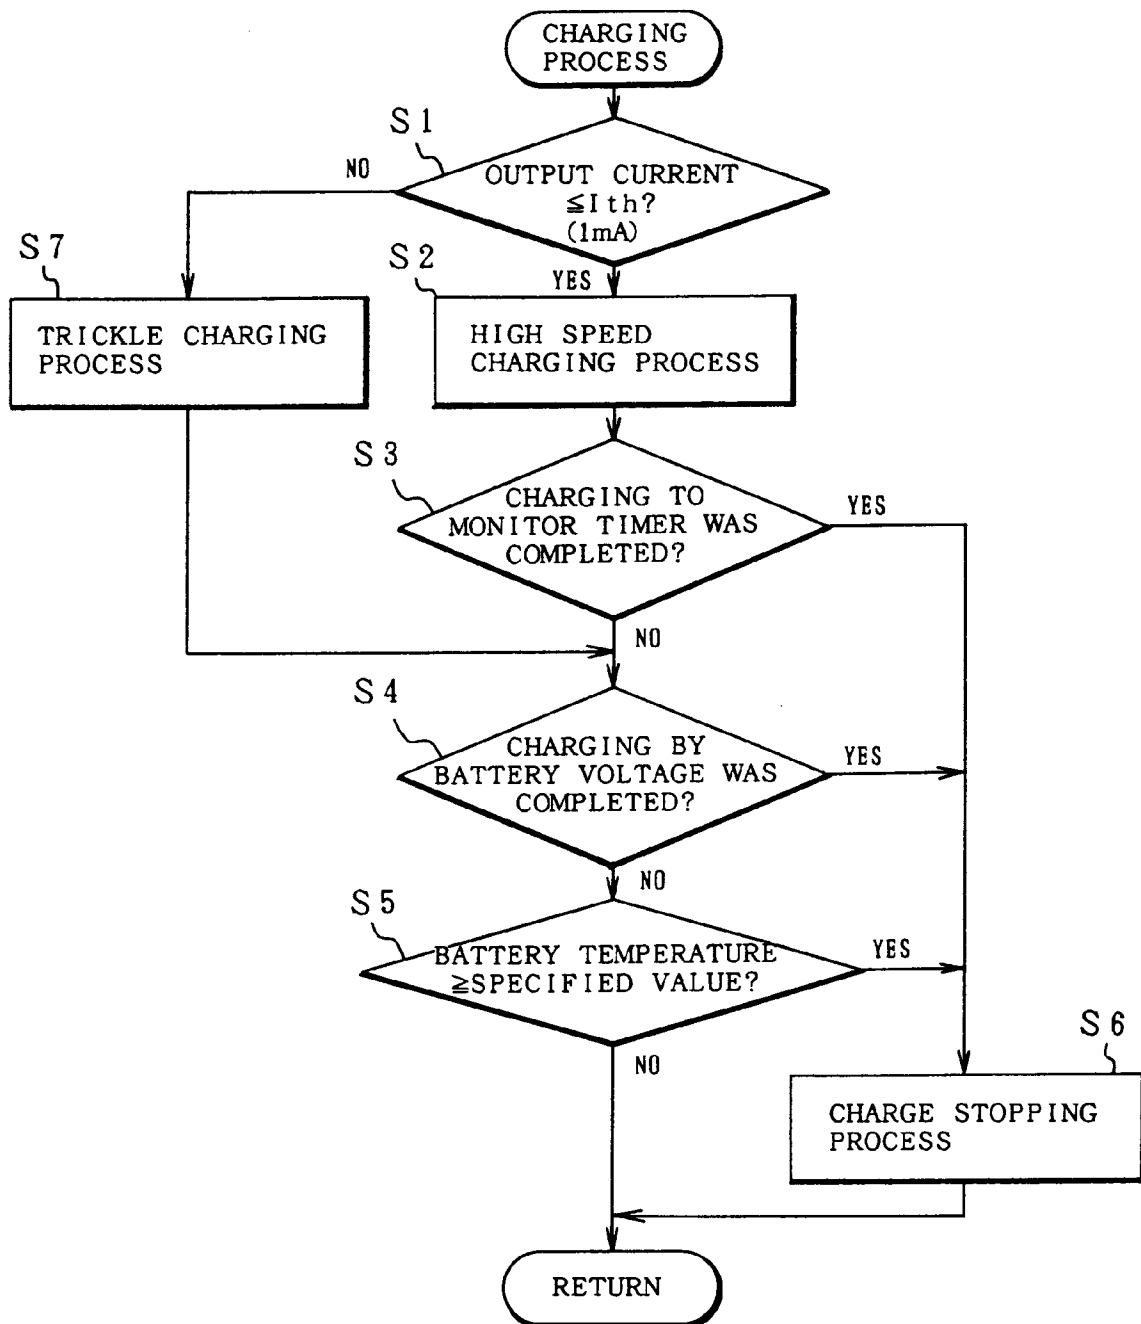 CHARGING
PROCESS
S1
NO
OUTPUT CURRENT
≦Ith?
(1mA)
S7
S2
YES
TRICKLE CHARGING
PROCESS
HIGH SPEED
CHARGING PROCESS
S3
CHARGING TO
MONITOR TIMER WAS
COMPLETED?
YES
NO
S4
CHARGING BY
BATTERY VOLTAGE WAS
COMPLETED?
YES
NO
S5
BATTERY TEMPERATURE
≧SPECIFIED VALUE?
YES
NO
S6
CHARGE STOPPING
PROCESS
RETURN